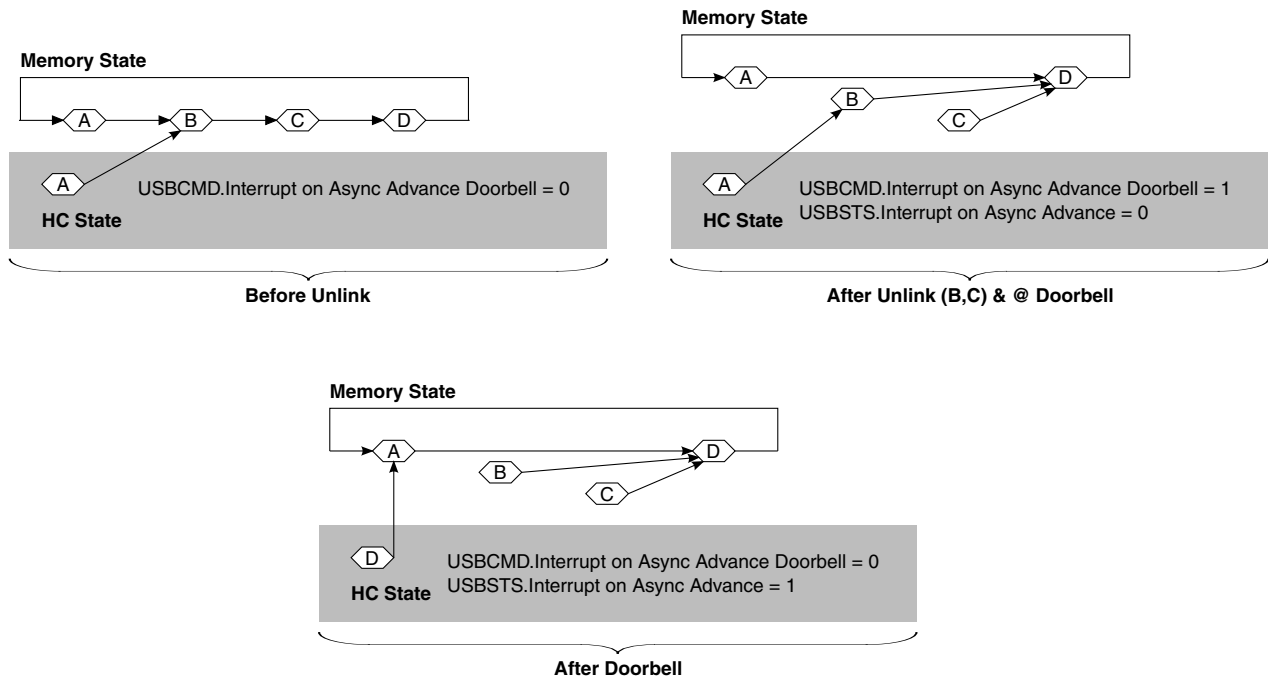 Memory State
A B C D
A USBCMD.Interrupt on Async Advance Doorbell = 0
HC State
Before Unlink
Memory State
A D
B
C
A USBCMD.Interrupt on Async Advance Doorbell = 1
HC State USBSTS.Interrupt on Async Advance = 0
After Unlink (B,C) & @ Doorbell
Memory State
A D
B
C
D USBCMD.Interrupt on Async Advance Doorbell = 0
HC State USBSTS.Interrupt on Async Advance = 1
After Doorbell